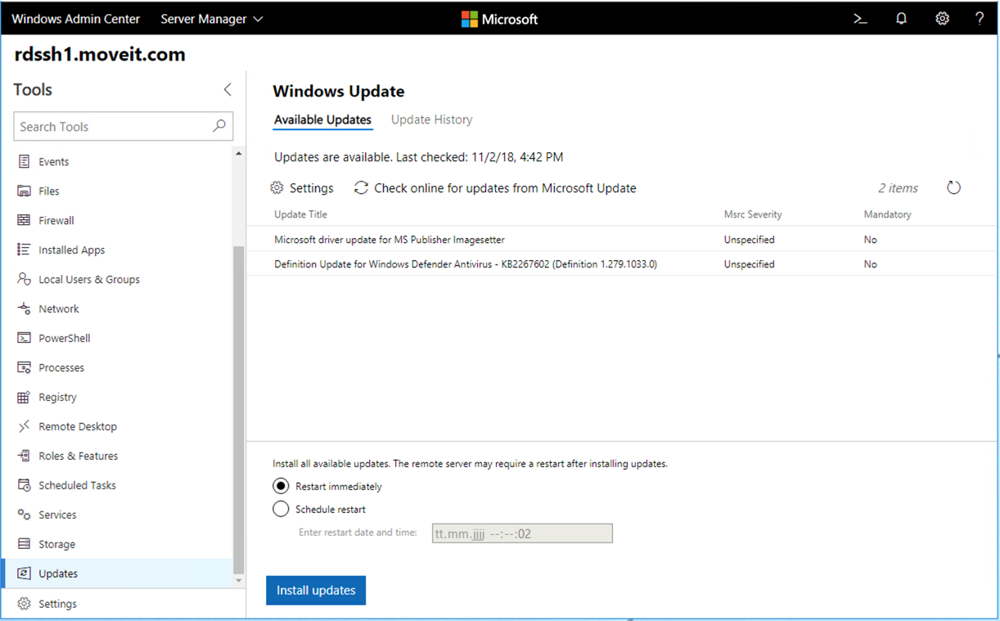 Windows Admin Center Server Manager Microsoft >_ ?
rdssh1.moveit.com
Tools
Search Tools
Events
Files
Firewall
Installed Apps
Local Users & Groups
Network
PowerShell
Processes
Registry
Remote Desktop
Roles & Features
Scheduled Tasks
Services
Storage
Updates
Settings
Windows Update
Available Updates Update History
Updates are available. Last checked: 11/2/18, 4:42 PM
Settings Check online for updates from Microsoft Update 2 items
Update Title Msrc Severity Mandatory
Microsoft driver update for MS Publisher Imagesetter Unspecified No
Definition Update for Windows Defender Antivirus - KB2267602 (Definition 1.279.1033.0) Unspecified No
Install all available updates. The remote server may require a restart after installing updates.
Restart immediately
Schedule restart
Enter restart date and time: tt.mm.jjjj --:--:02
Install updates